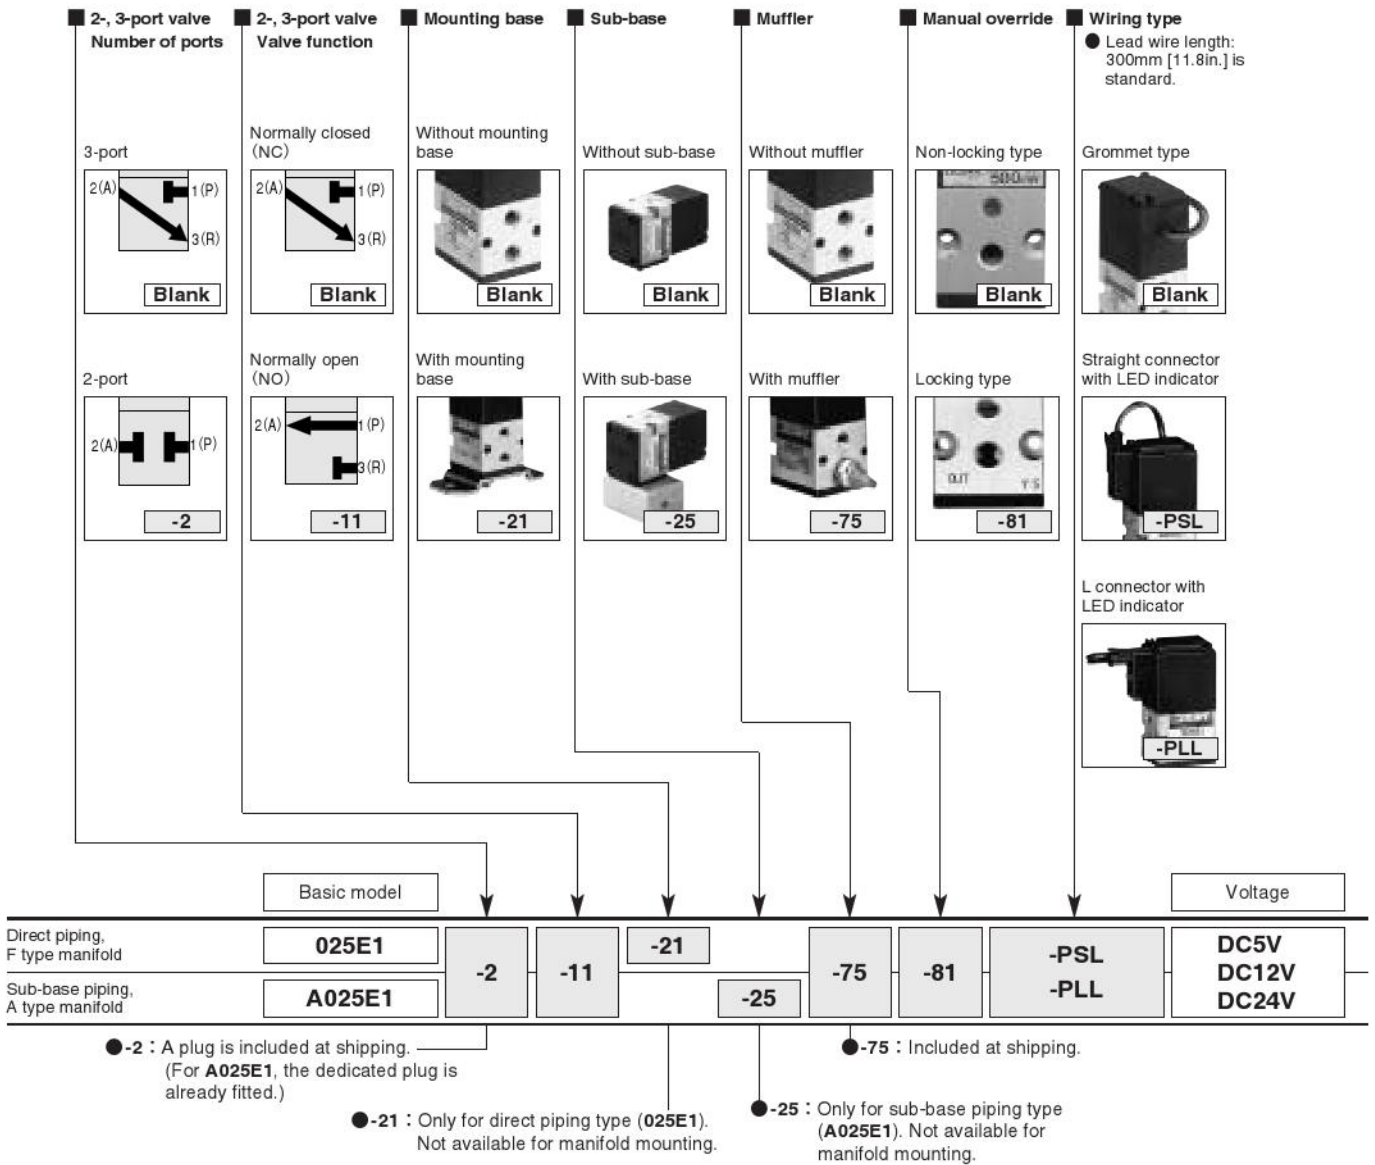 ■ 2-, 3-port valve
Number of ports
■ 2-, 3-port valve
Valve function
■ Mounting base
■ Sub-base
■ Muffler
■ Manual override
■ Wiring type
● Lead wire length:
300mm [11.8in.] is
standard.
3-port
2(A)
1(P)
3(R)
Blank
Normally closed
(NC)
2(A)
1(P)
3(R)
Blank
Without mounting
base
Blank
Without sub-base
Blank
Without muffler
Blank
Non-locking type
Blank
Grommet type
Blank
2-port
2(A)
1(P)
-2
Normally open
(NO)
2(A)
1(P)
3(R)
-11
With mounting
base
-21
With sub-base
-25
With muffler
-75
Locking type
OUT
-81
Straight connector
with LED indicator
-PSL
L connector with
LED indicator
-PLL
Basic model
Voltage
Direct piping,
F type manifold
025E1
-2
-11
-21
-75
-81
-PSL
-PLL
DC5V
DC12V
DC24V
Sub-base piping,
A type manifold
A025E1
-25
●-2 : A plug is included at shipping.
(For A025E1, the dedicated plug is
already fitted.)
●-75 : Included at shipping.
●-21 : Only for direct piping type (025E1).
Not available for manifold mounting.
●-25 : Only for sub-base piping type
(A025E1). Not available for
manifold mounting.